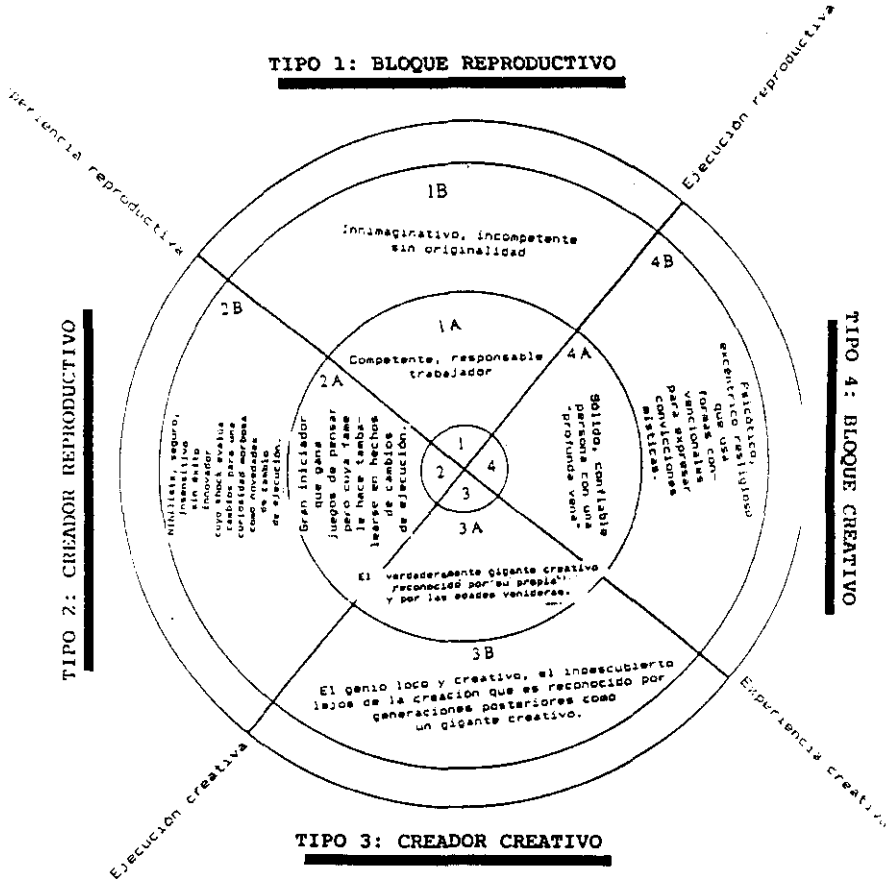 TIPO 1: BLOQUE REPRODUCTIVO
Ejecución reproductiva
periencia reproductiva
1B
Innimaginativo, incompetente
sin originalidad
4B
2B
1A
Competente, responsable
trabajador
4A
2A
TIPO 2: CREADOR REPRODUCTIVO
Nihilista, seguro,
insensitivo
sin éxito
innovador
cuyo shock evalua
cambios para una
curiosidad morbosa
como novedades
de cambio
de ejecución.
Gran iniciador
que gana
juegos de pensar
pero cuya fame
le hace tamba-
learse en hechos
de cambios
de ejecución.
1
2
4
3
Sólido, confiable
persona con una
"profunda vena"
Psicótico,
excéntrico resligioso
que usa
formas con-
vencionales
para expresar
convicciones
místicas.
TIPO 4: BLOQUE CREATIVO
3A
El verdaderamente gigante creativo
reconocido por su propia
y por las edades venideras.
3B
El genio loco y creativo, el indescubierto
lejos de la creación que es reconocido por
generaciones posteriores como
un gigante creativo.
Ejecución creativa
Experiencia creativa
TIPO 3: CREADOR CREATIVO